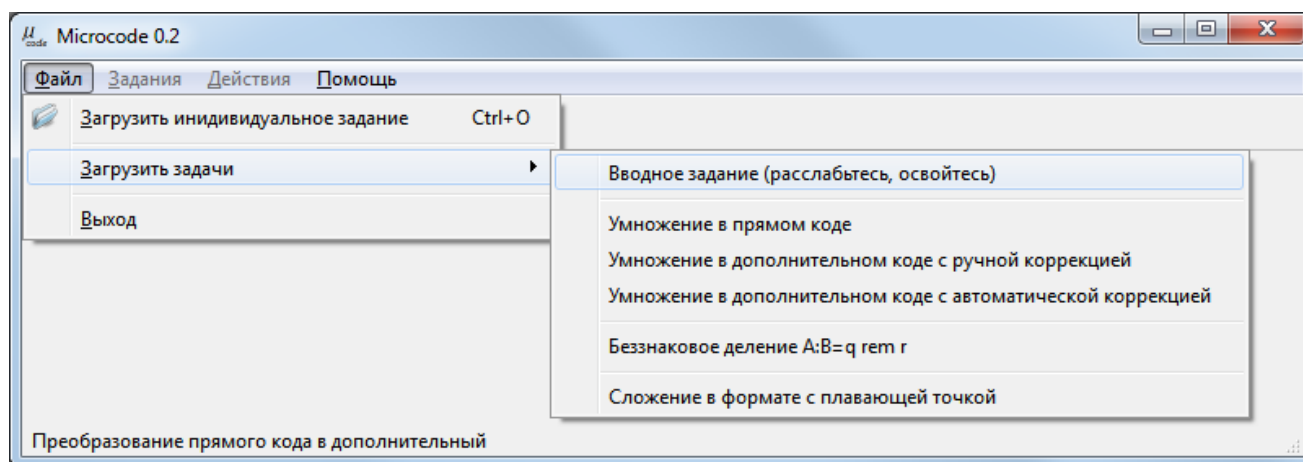 μ code Microcode 0.2
Файл Задания Действия Помощь
Загрузить инидивидуальное задание Ctrl+O
Загрузить задачи
Выход
Вводное задание (расслабьтесь, освойтесь)
Умножение в прямом коде
Умножение в дополнительном коде с ручной коррекцией
Умножение в дополнительном коде с автоматической коррекцией
Беззнаковое деление A:B=q rem r
Сложение в формате с плавающей точкой
Преобразование прямого кода в дополнительный